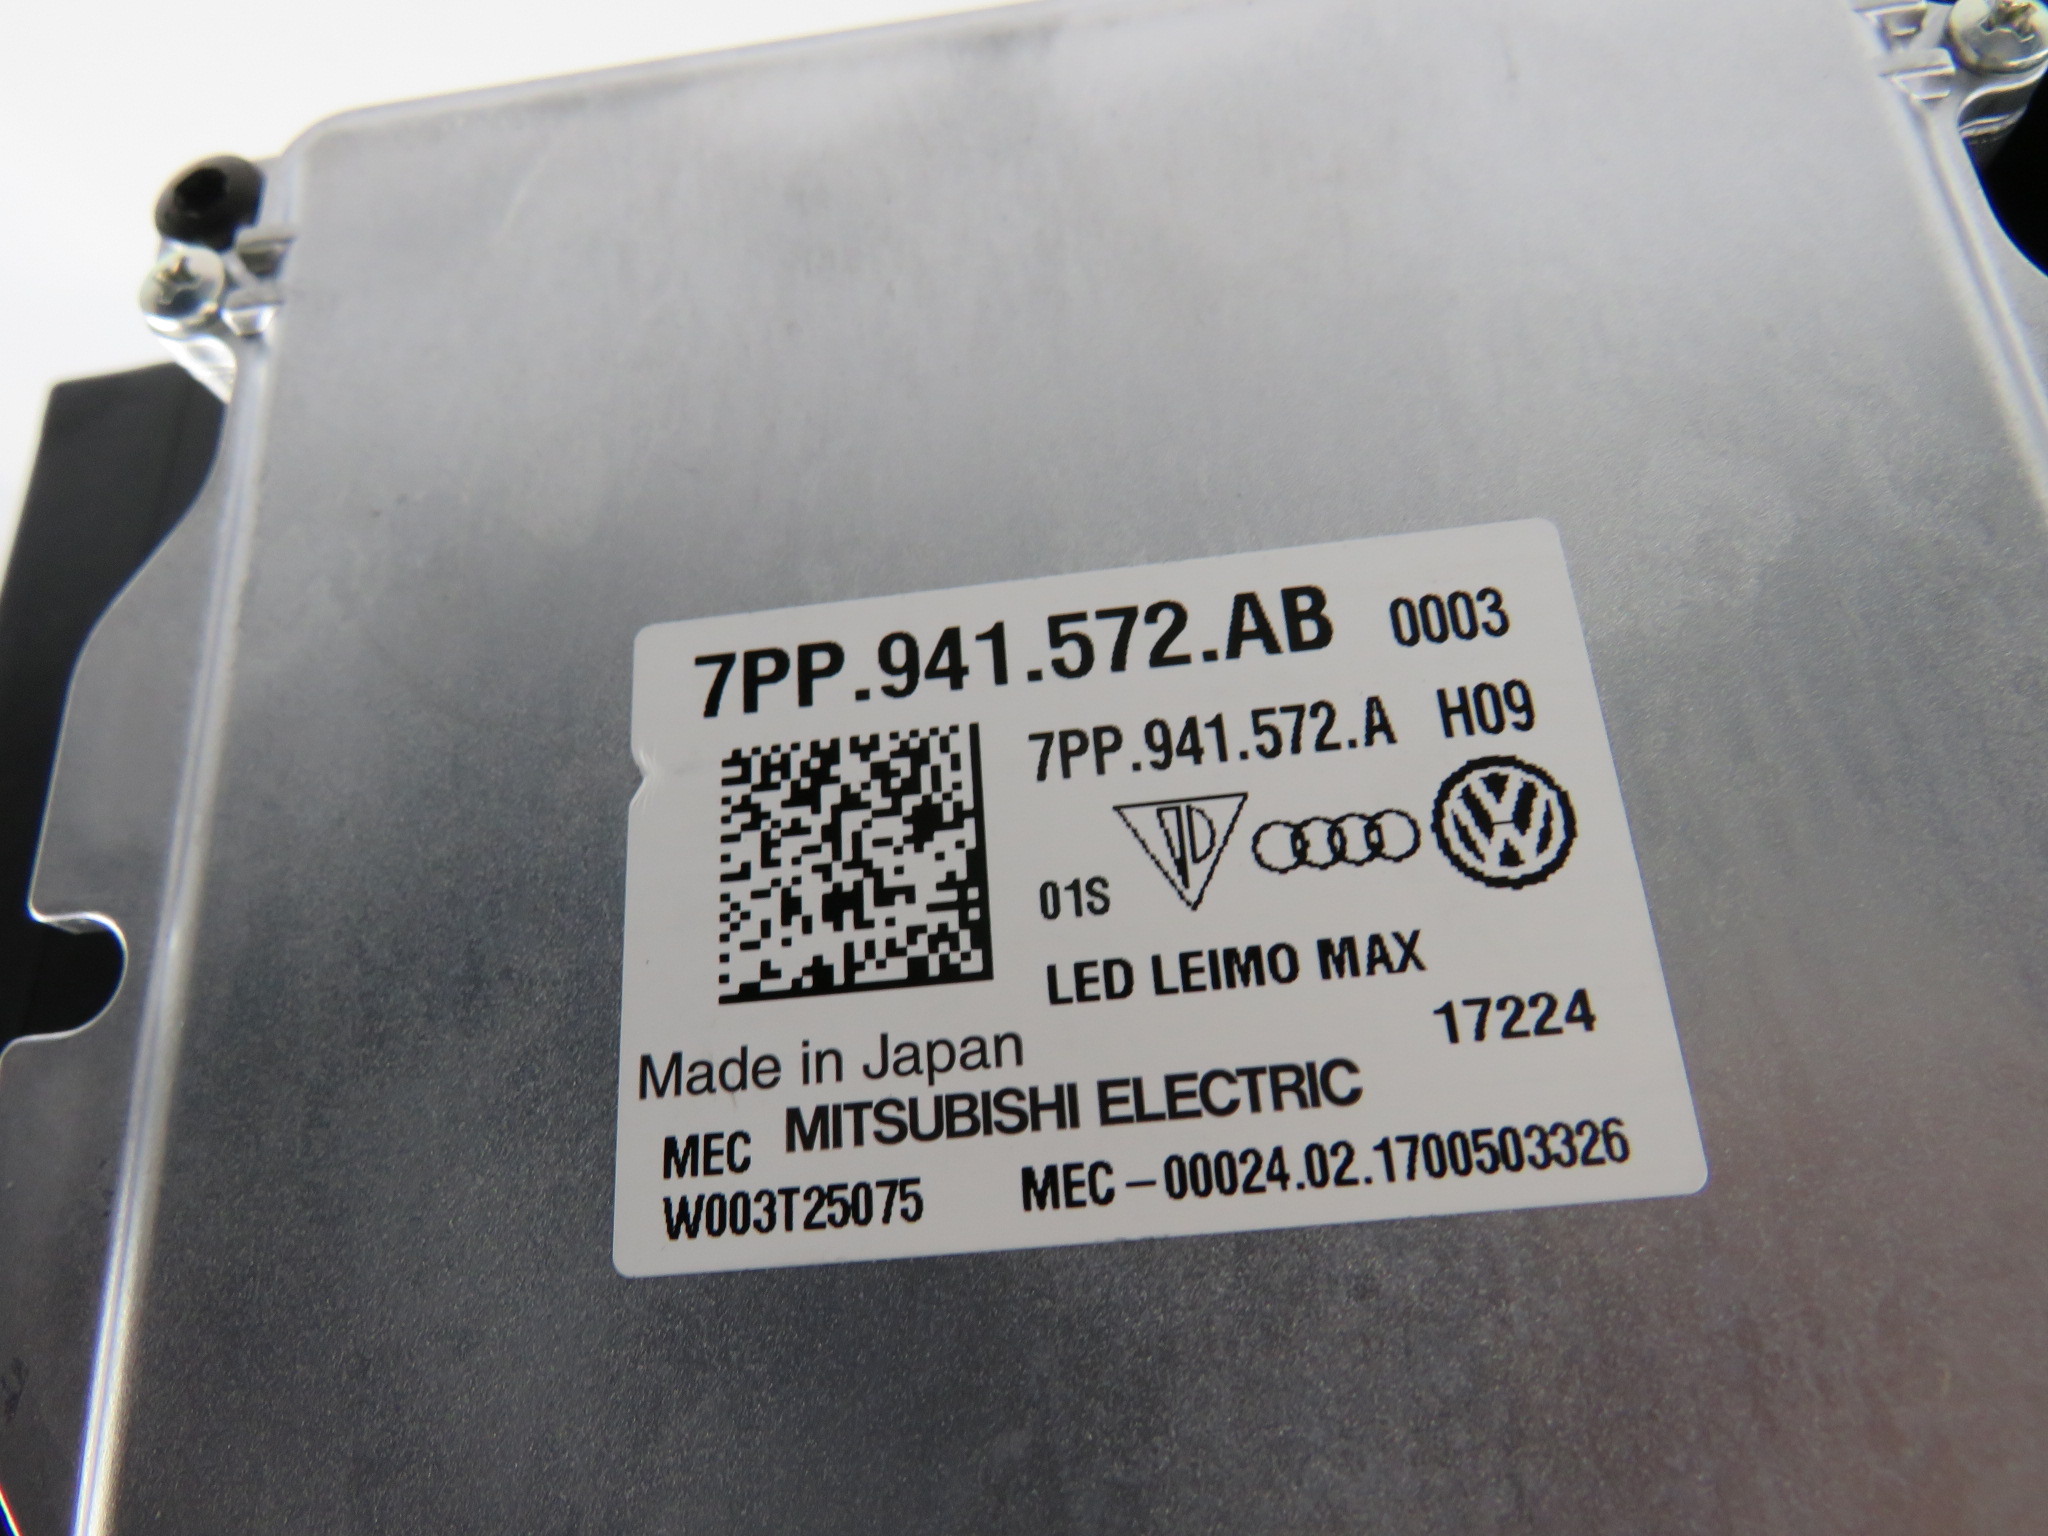 7PP.941.572.AB 0003
7PP.941.572.A H09
01S
LED LEIMO MAX
17224
Made in Japan
MEC MITSUBISHI ELECTRIC
W003T25075 MEC-00024.02.1700503326